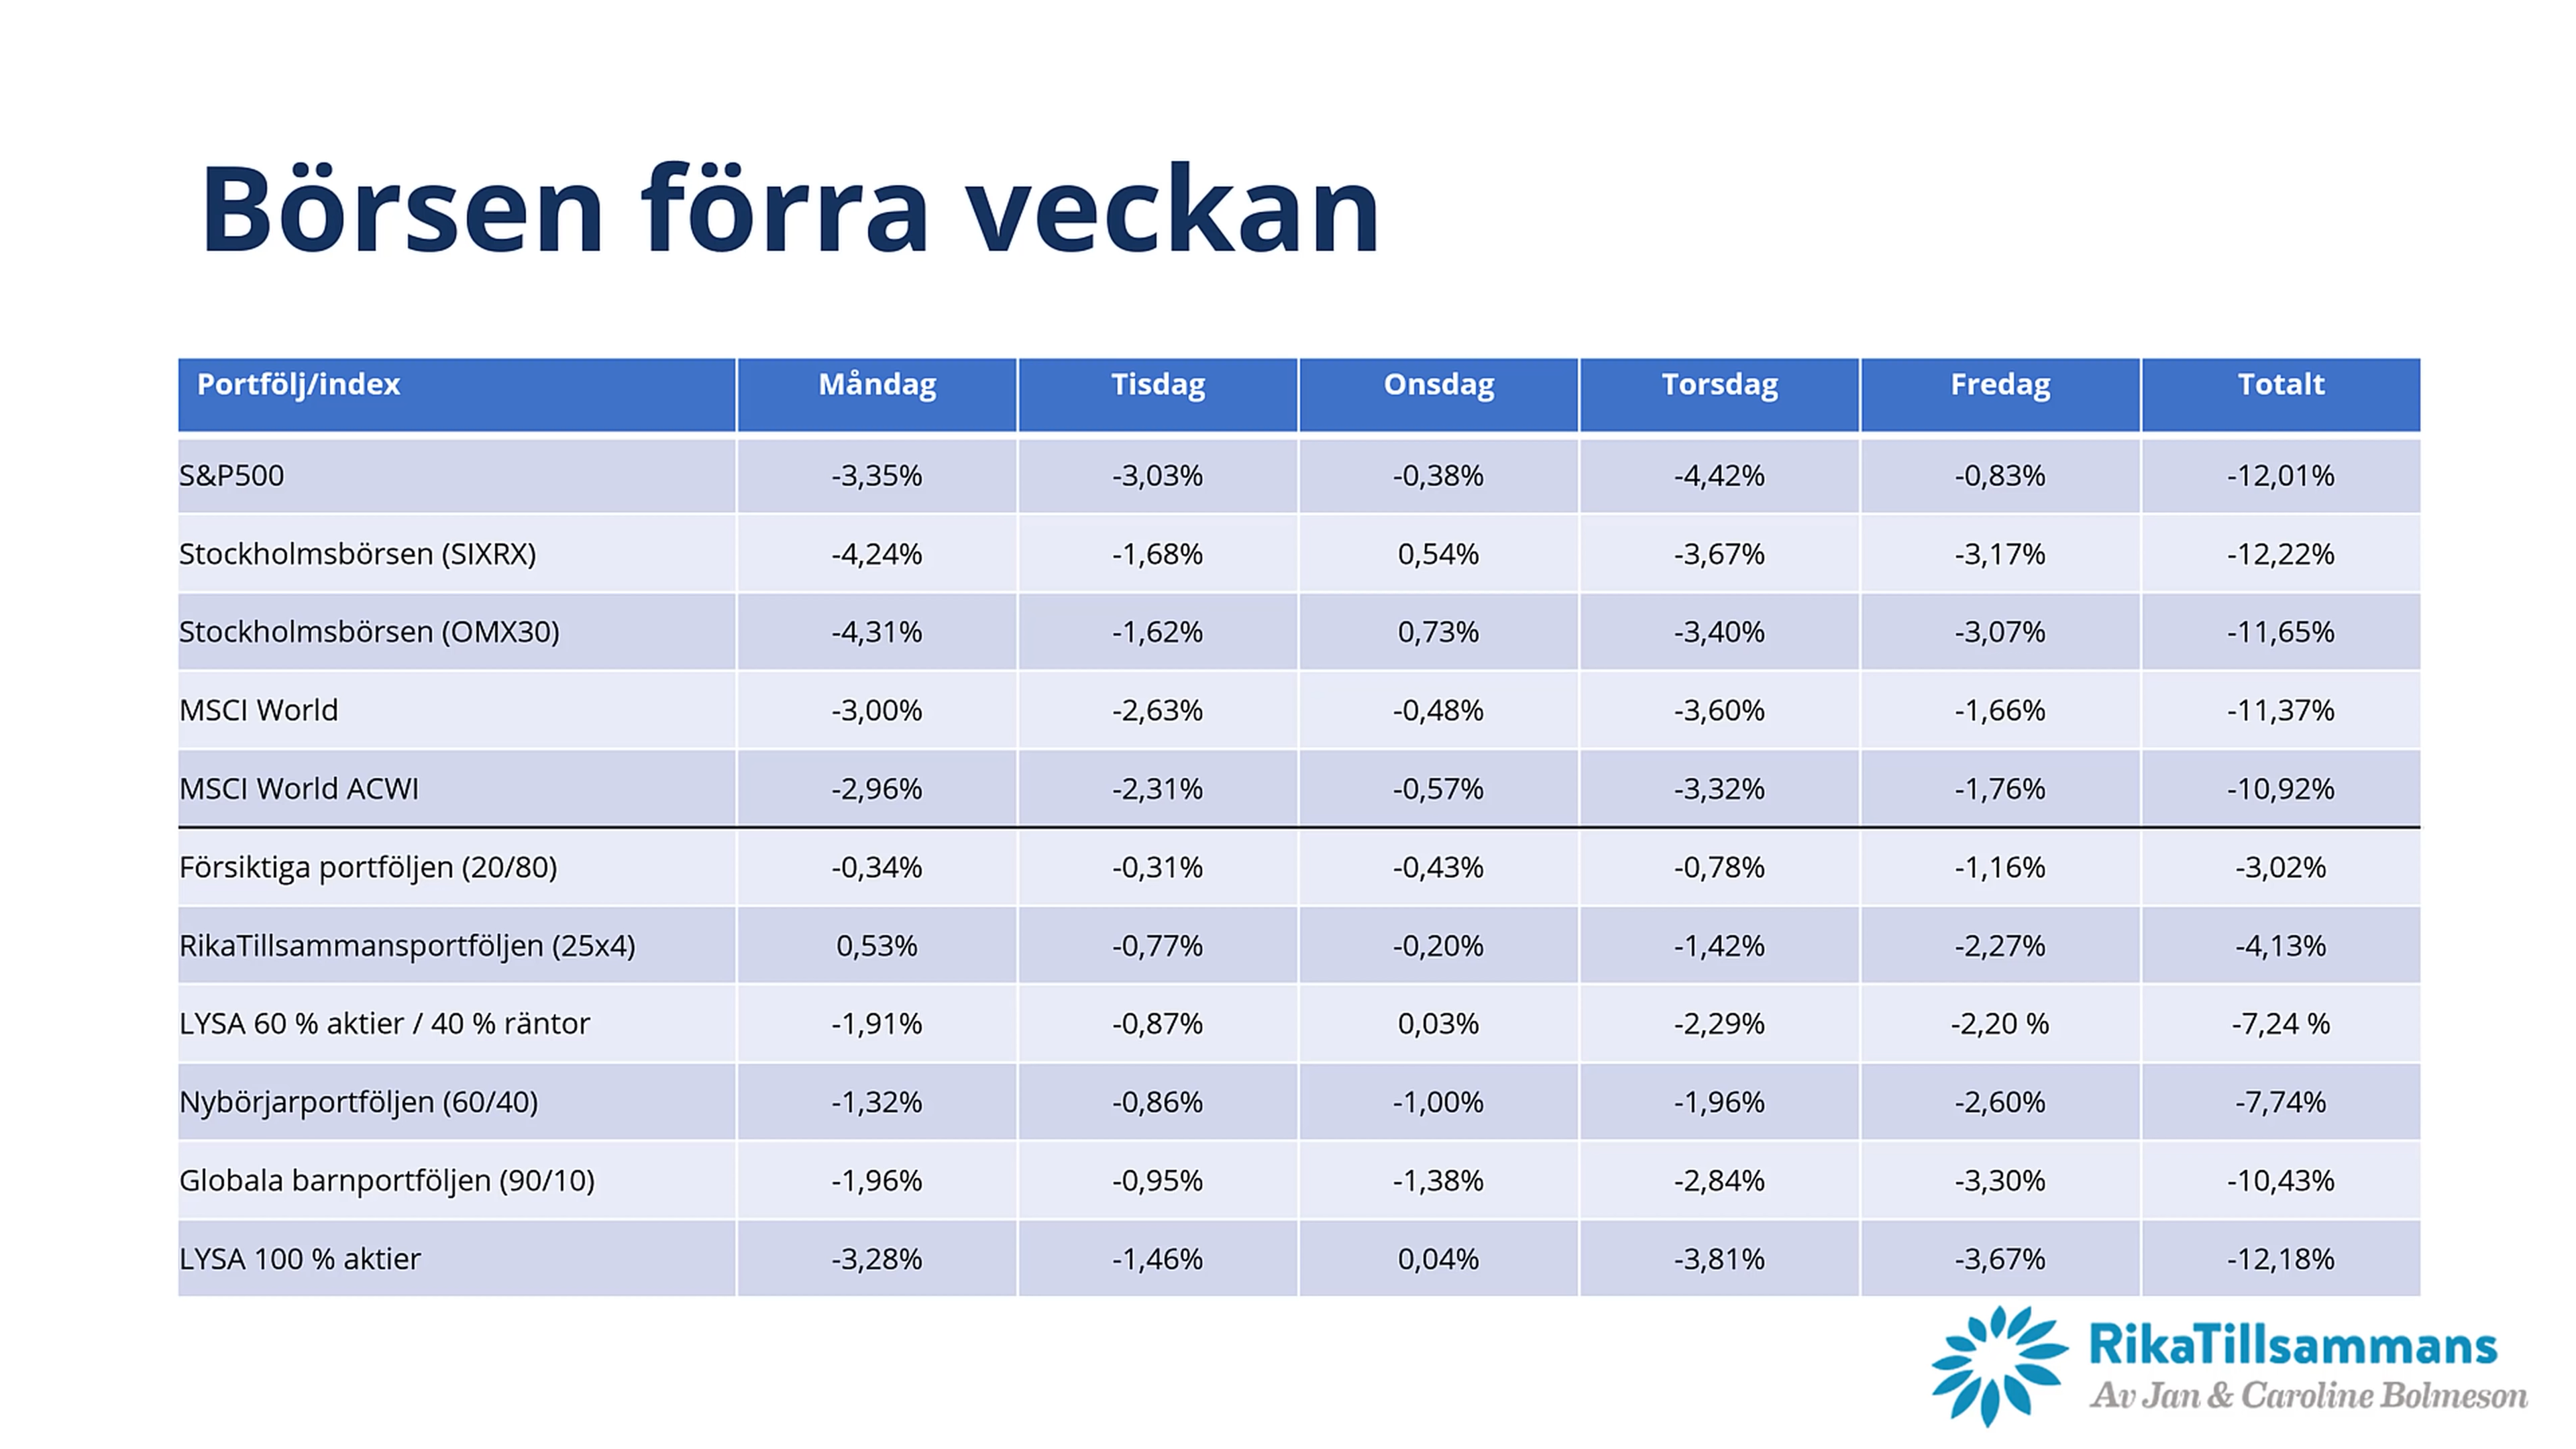 Börsen förra veckan
Portfölj/index Måndag Tisdag Onsdag Torsdag Fredag Totalt
S&P500 -3,35% -3,03% -0,38% -4,42% -0,83% -12,01%
Stockholmsbörsen (SIXRX) -4,24% -1,68% 0,54% -3,67% -3,17% -12,22%
Stockholmsbörsen (OMX30) -4,31% -1,62% 0,73% -3,40% -3,07% -11,65%
MSCI World -3,00% -2,63% -0,48% -3,60% -1,66% -11,37%
MSCI World ACWI -2,96% -2,31% -0,57% -3,32% -1,76% -10,92%
Försiktiga portföljen (20/80) -0,34% -0,31% -0,43% -0,78% -1,16% -3,02%
RikaTillsammansportföljen (25x4) 0,53% -0,77% -0,20% -1,42% -2,27% -4,13%
LYSA 60 % aktier / 40 % räntor -1,91% -0,87% 0,03% -2,29% -2,20 % -7,24 %
Nybörjarportföljen (60/40) -1,32% -0,86% -1,00% -1,96% -2,60% -7,74%
Globala barnportföljen (90/10) -1,96% -0,95% -1,38% -2,84% -3,30% -10,43%
LYSA 100 % aktier -3,28% -1,46% 0,04% -3,81% -3,67% -12,18%
RikaTillsammans
Av Jan & Caroline Bolmeson